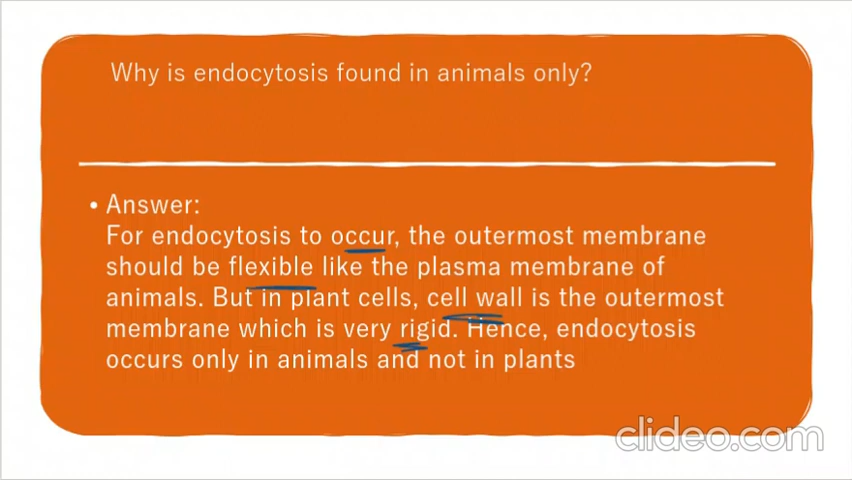 Why is endocytosis found in animals only?
• Answer:
For endocytosis to occur, the outermost membrane
should be flexible like the plasma membrane of
animals. But in plant cells, cell wall is the outermost
membrane which is very rigid. Hence, endocytosis
occurs only in animals and not in plants
clideo.com